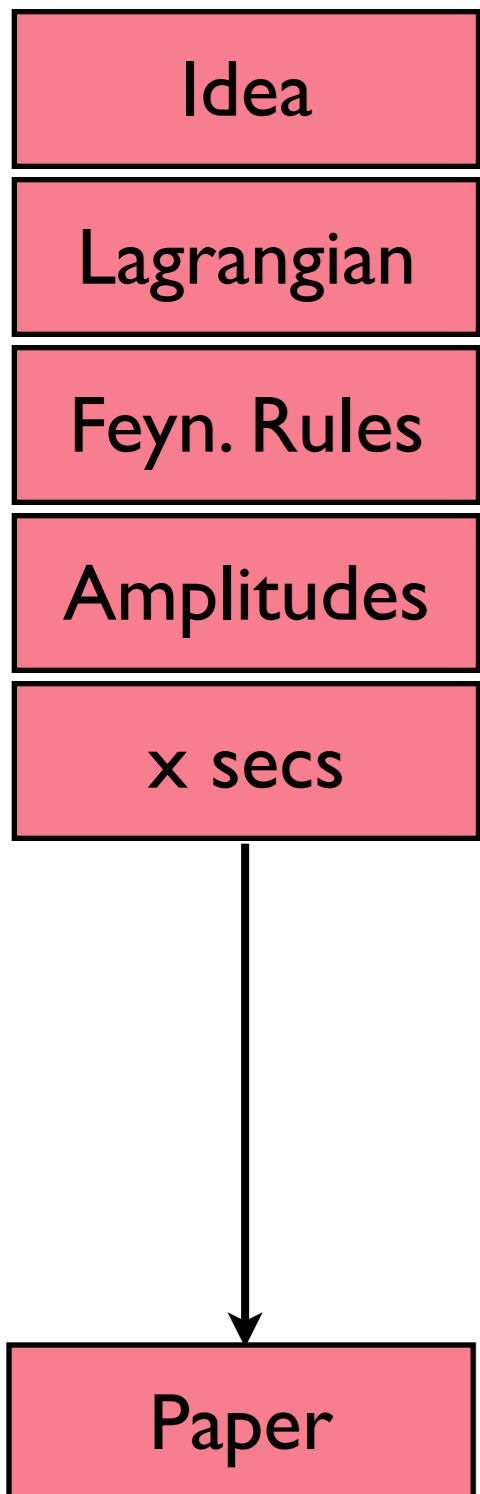 Idea
Lagrangian
Feyn. Rules
Amplitudes
x secs
Paper